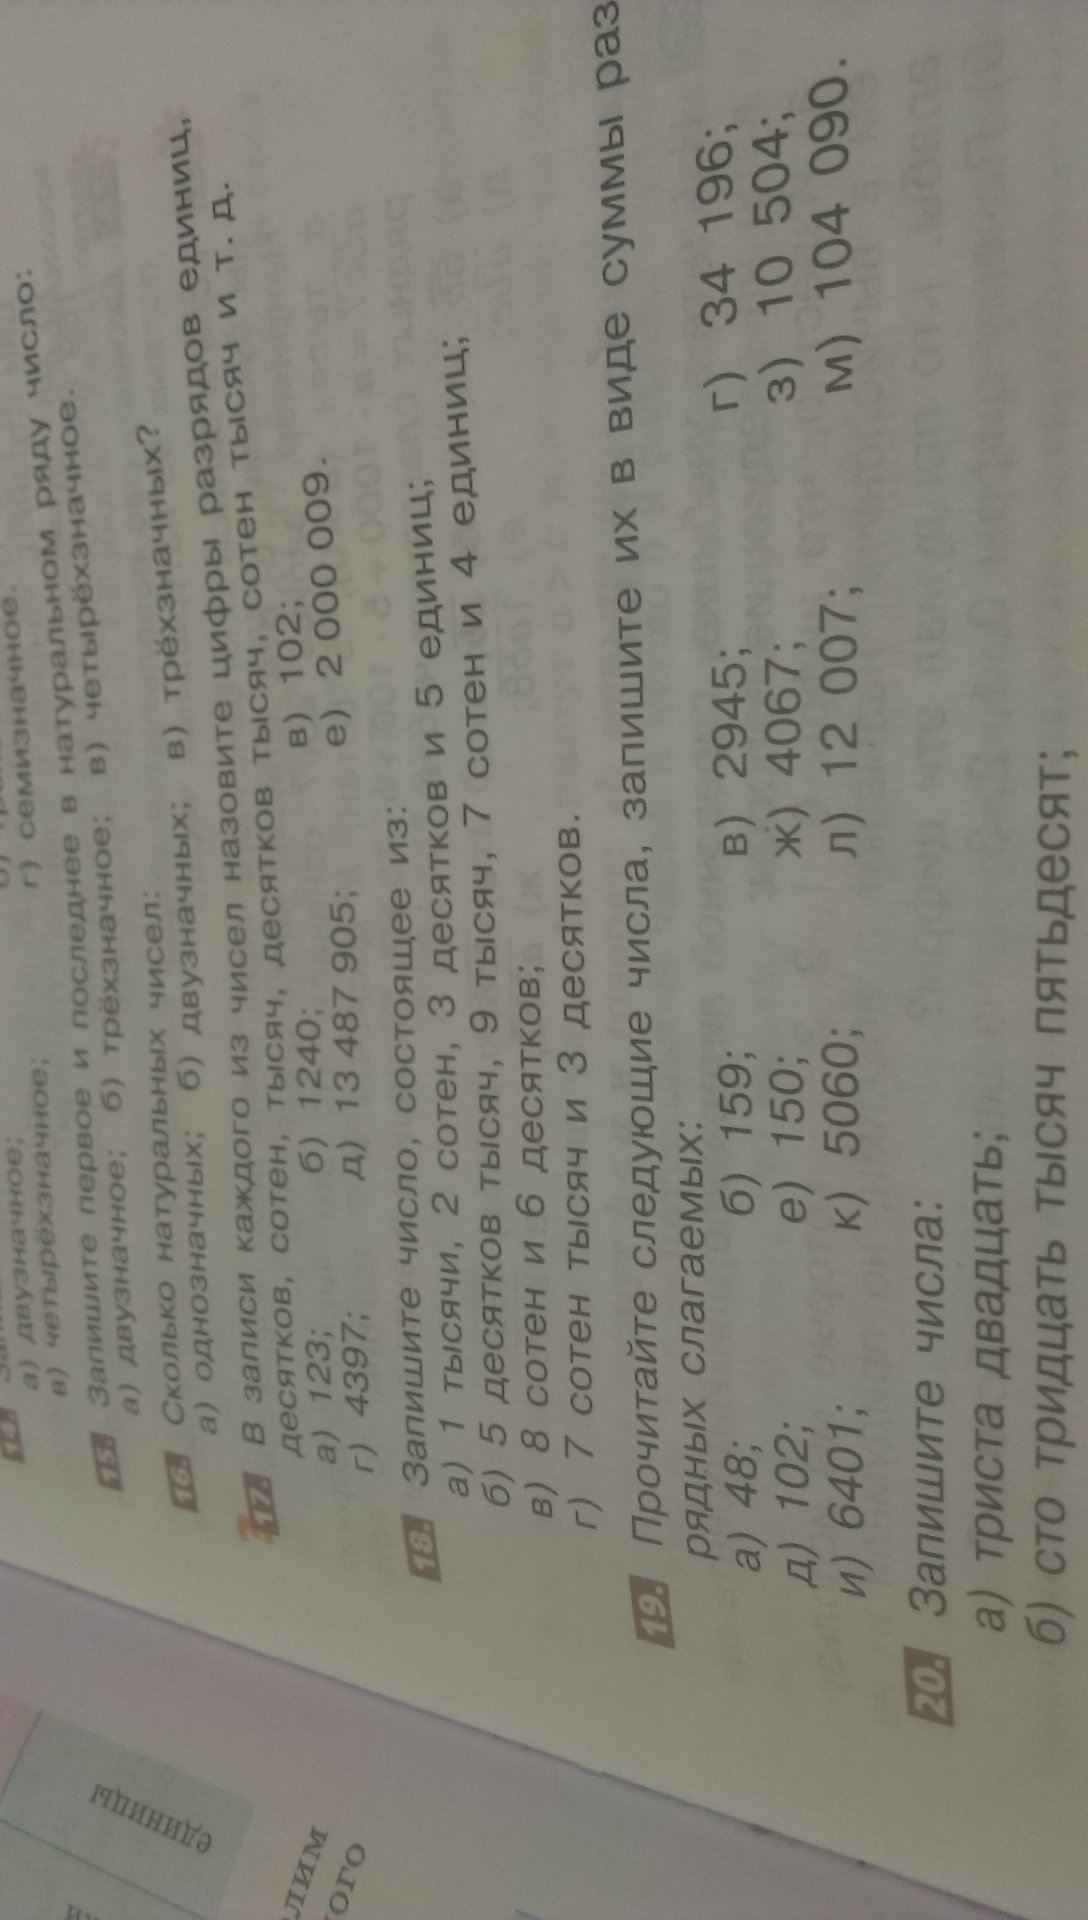 а) двузначное;
в) четырёхзначное;
г) семизначное.
15. Запишите первое и последнее в натуральном ряду число:
а) двузначное; б) трёхзначное; в) четырёхзначное.
16. Сколько натуральных чисел:
а) однозначных; б) двузначных; в) трёхзначных?
17. В записи каждого из чисел назовите цифры разрядов единиц,
десятков, сотен, тысяч, десятков тысяч, сотен тысяч и т. д.
а) 123; б) 1240; в) 102;
г) 4397; д) 13 487 905; е) 2 000 009.
18. Запишите число, состоящее из:
а) 1 тысячи, 2 сотен, 3 десятков и 5 единиц;
б) 5 десятков тысяч, 9 тысяч, 7 сотен и 4 единиц;
в) 8 сотен и 6 десятков;
г) 7 сотен тысяч и 3 десятков.
19. Прочитайте следующие числа, запишите их в виде суммы раз
рядных слагаемых:
а) 48; б) 159; в) 2945; г) 34 196;
д) 102; е) 150; ж) 4067; з) 10 504;
и) 6401; к) 5060; л) 12 007; м) 104 090.
20. Запишите числа:
а) триста двадцать;
б) сто тридцать тысяч пятьдесят;
единицы
лим
ого